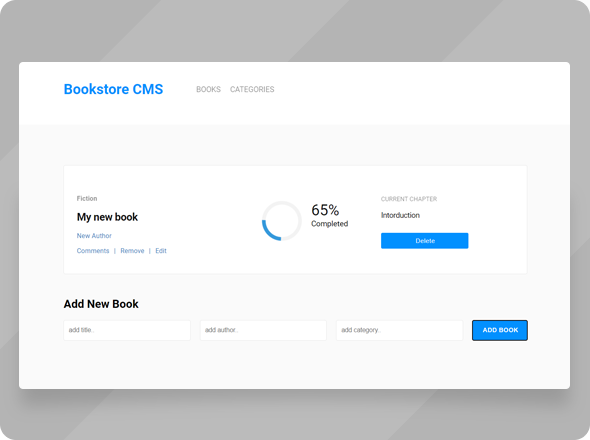 Bookstore CMS BOOKS CATEGORIES
Fiction
My new book
New Author
Comments | Remove | Edit
65%
Completed
CURRENT CHAPTER
Intorduction
Delete
Add New Book
add title.. add author.. add category.. ADD BOOK